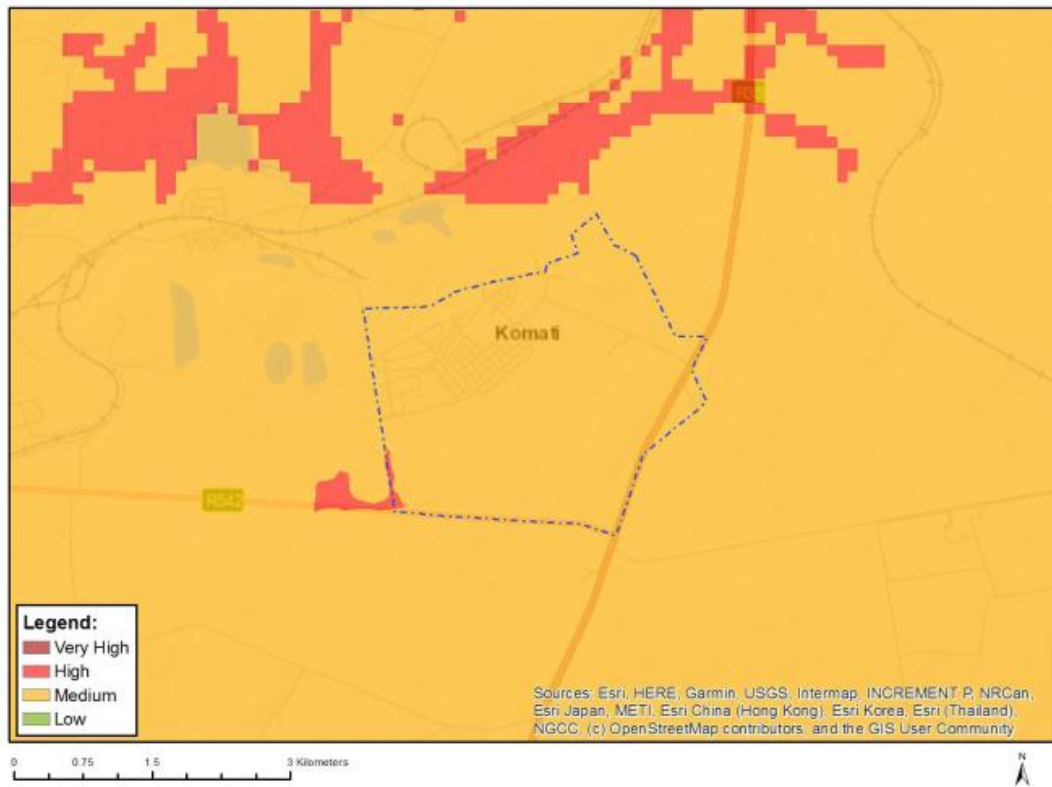 Komati
R542
Legend:
Very High
High
Medium
Low
Sources: Esri, HERE, Garmin, USGS, Intermap, INCREMENT P, NRCan,
Esri Japan, METI, Esri China (Hong Kong), Esri Korea, Esri (Thailand),
NGCC, (c) OpenStreetMap contributors, and the GIS User Community
0 0.75 1.5 3 Kilometers
N